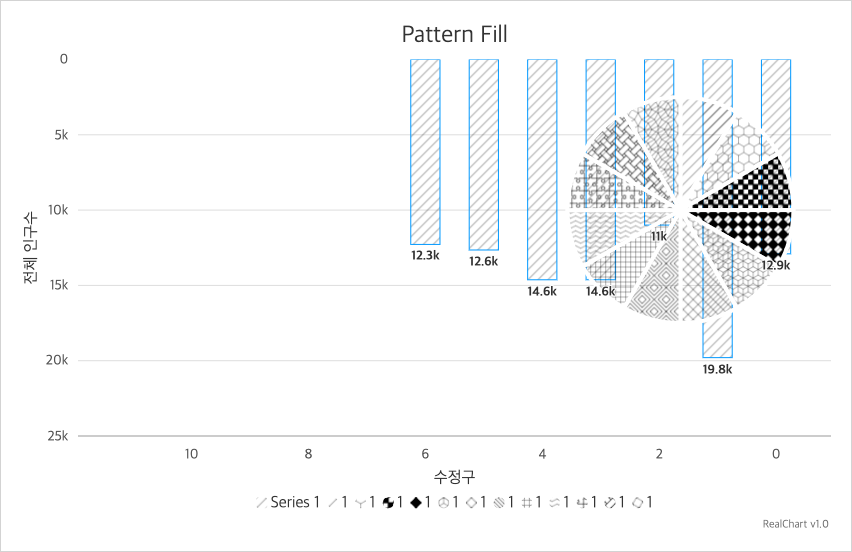 Pattern Fill
0
5k
10k
15k
20k
25k
전체 인구수
12.3k
12.6k
14.6k
14.6k
11k
19.8k
12.9k
10 8 6 4 2 0
수정구
Series 1 1 1 1 1 1 1 1 1 1 1 1 1
RealChart v1.0